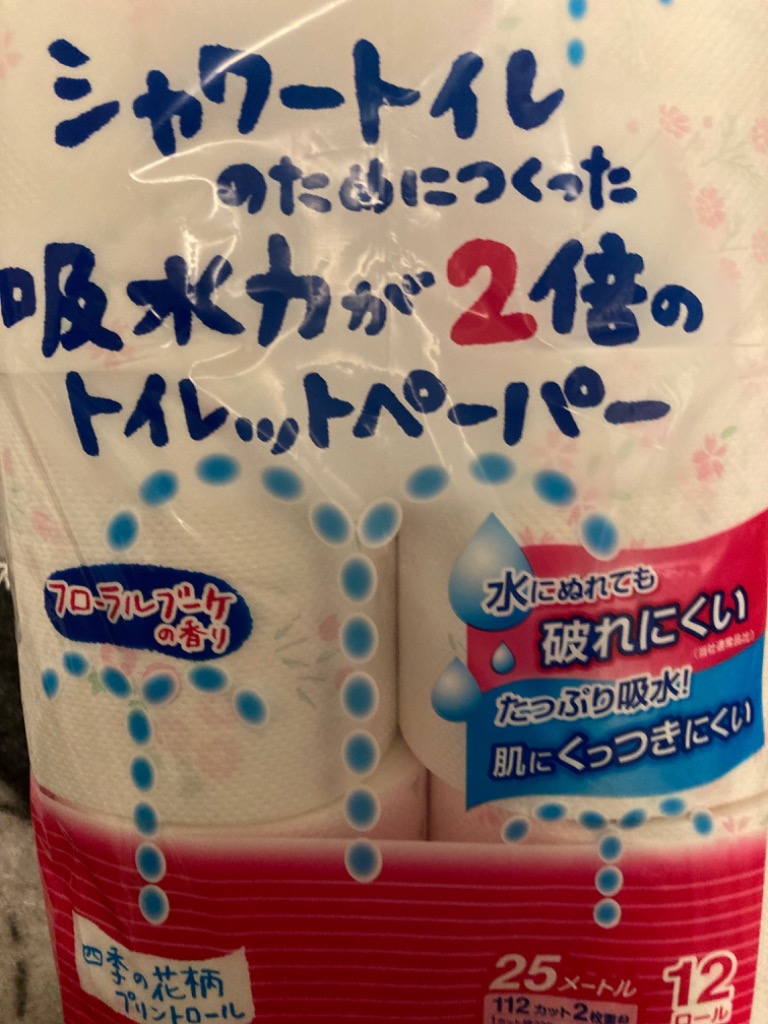 シャワートイレ
のためにつくった
吸水力が2倍の
トイレットペーパー
フローラルブーケ
の香り
水にぬれても
破れにくい
(当社通常品比)
たっぷり吸水!
肌にくっつきにくい
四季の花柄
プリントロール
25メートル
112カット2枚重ね
12
ロール